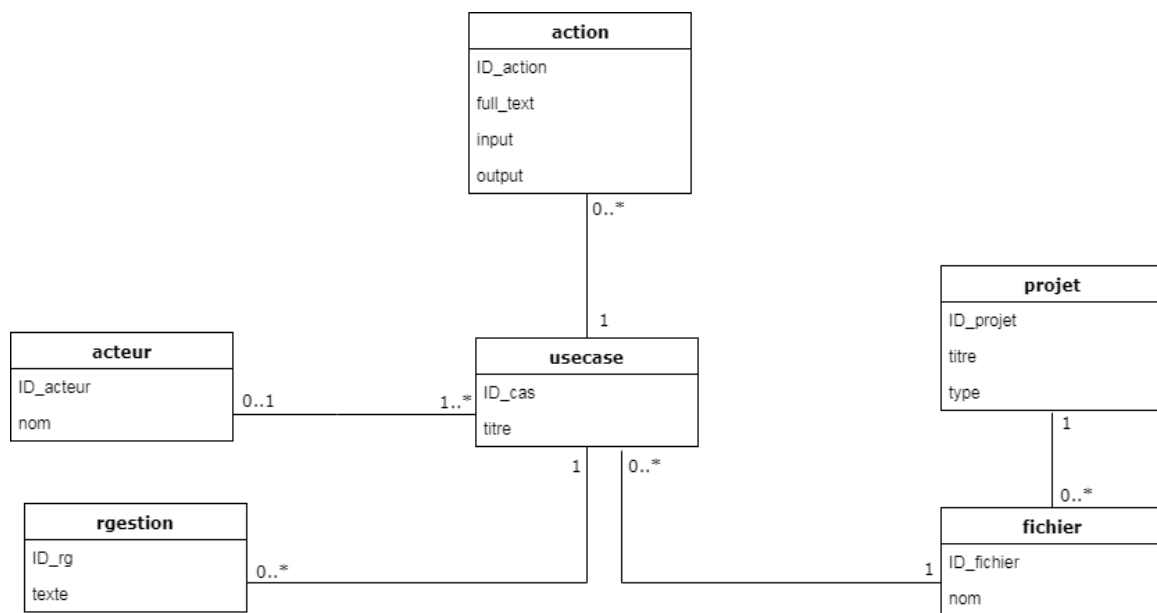 action
ID_action
full_text
input
output
0..*
1
projet
ID_projet
titre
type
1
0..*
acteur
ID_acteur
nom
0..1
1..*
usecase
ID_cas
titre
1
0..*
rgestion
ID_rg
texte
0..*
1
fichier
ID_fichier
nom